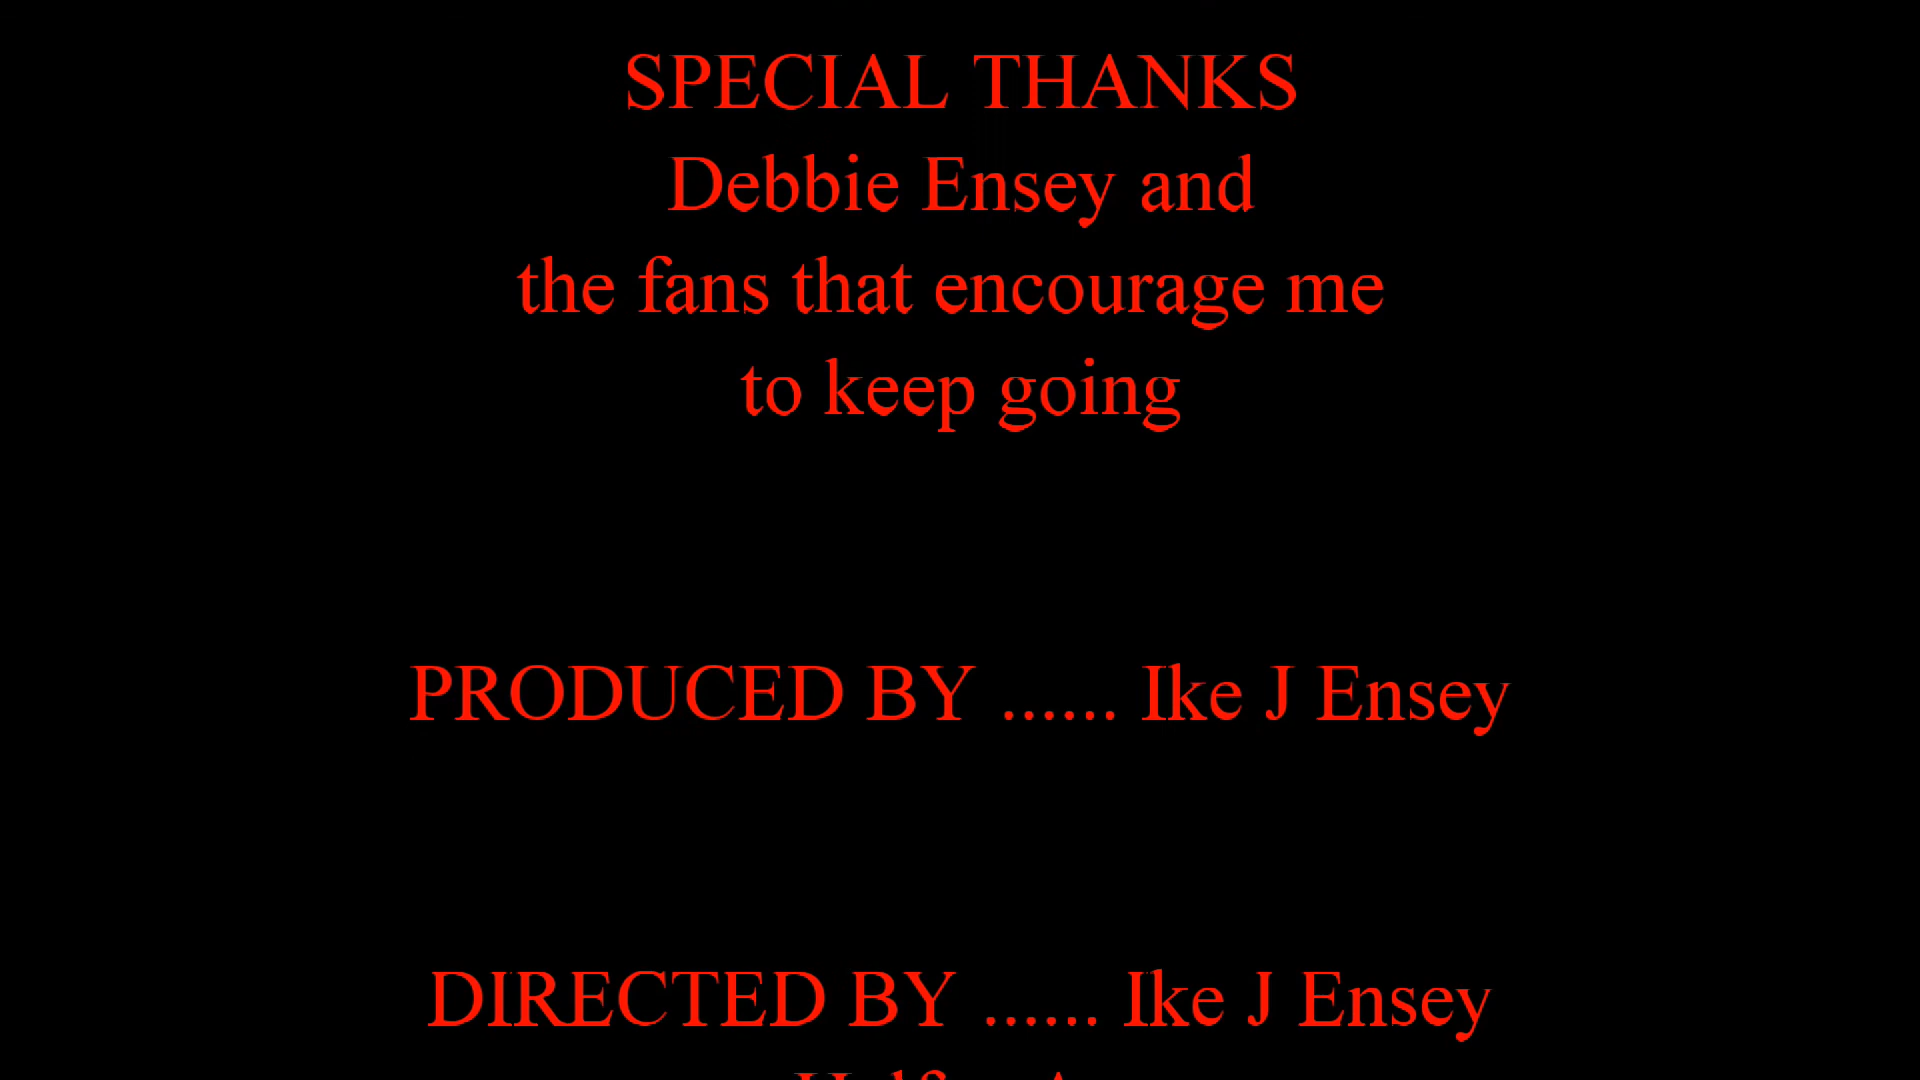 SPECIAL THANKS
Debbie Ensey and
the fans that encourage me
to keep going
PRODUCED BY ...... Ike J Ensey
DIRECTED BY ...... Ike J Ensey